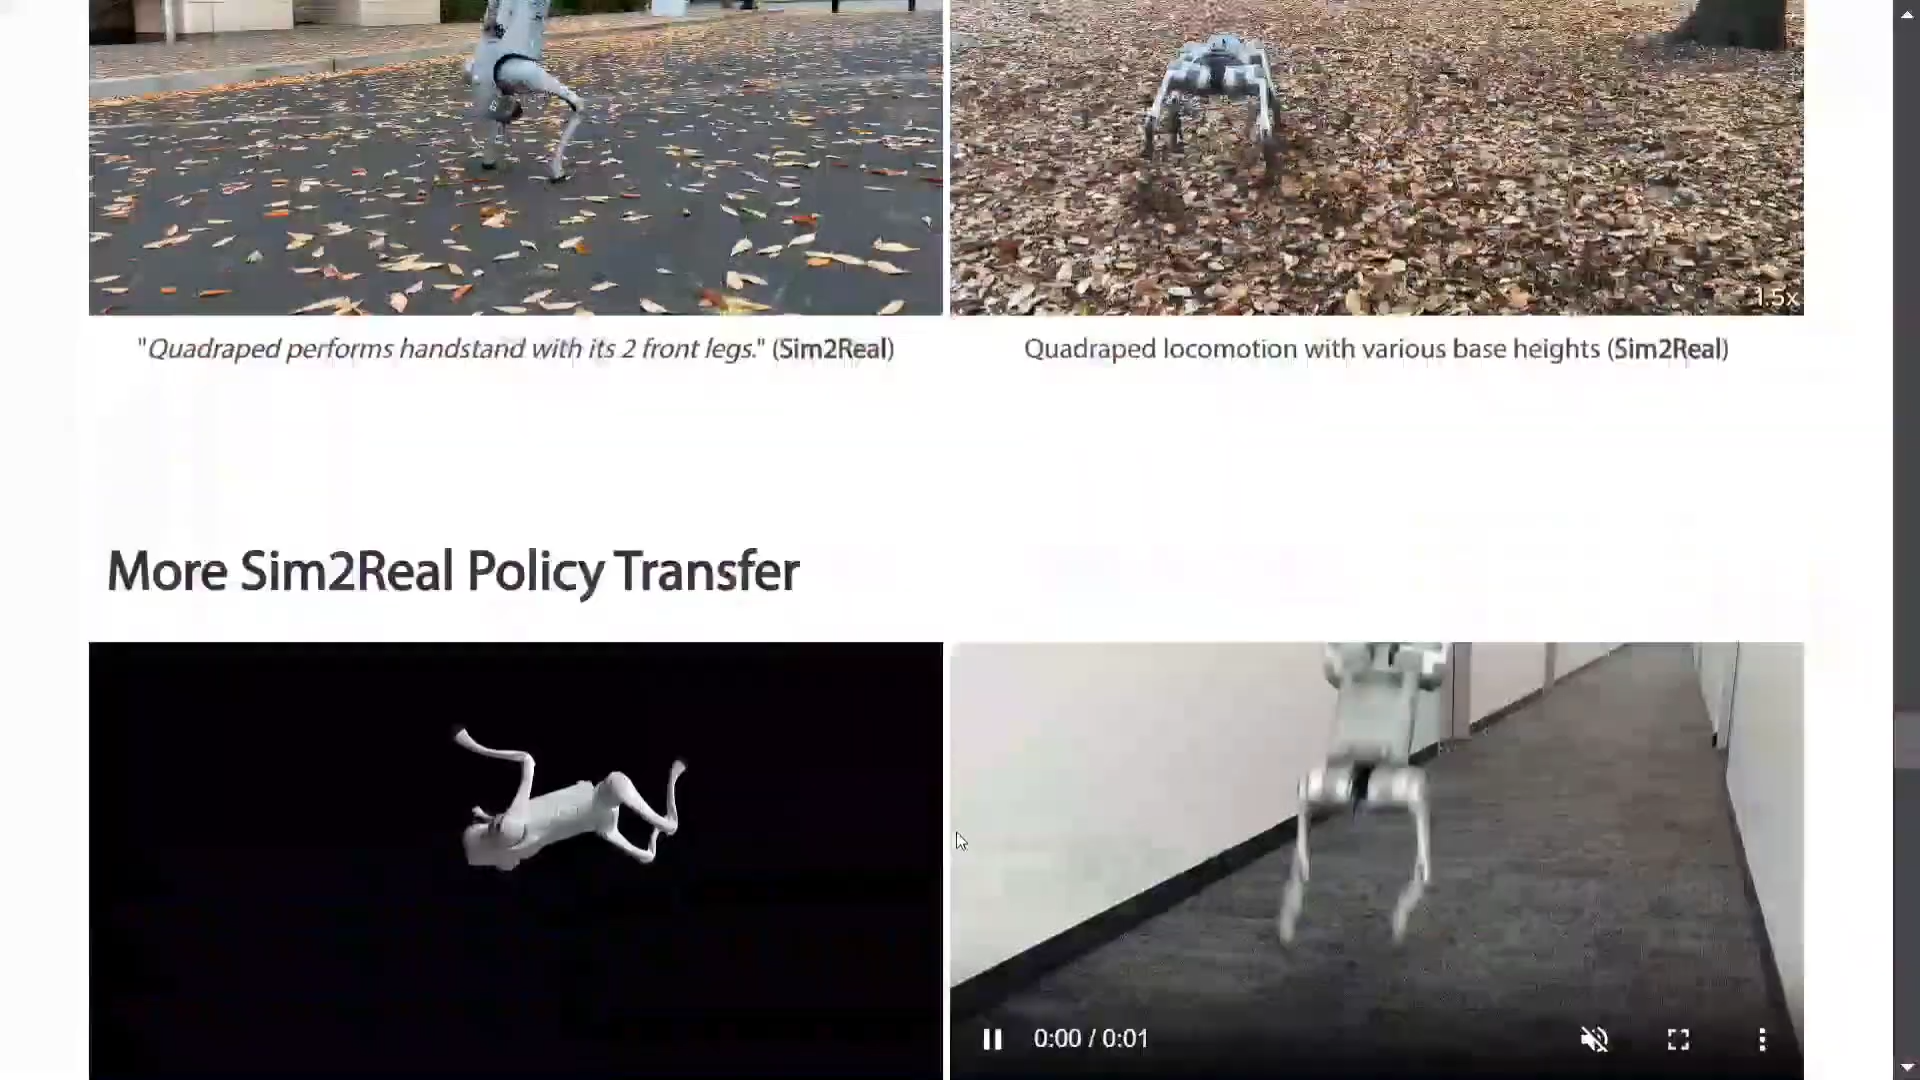 1.5x
"Quadraped performs handstand with its 2 front legs." (Sim2Real)
Quadraped locomotion with various base heights (Sim2Real)
More Sim2Real Policy Transfer
0:00 / 0:01